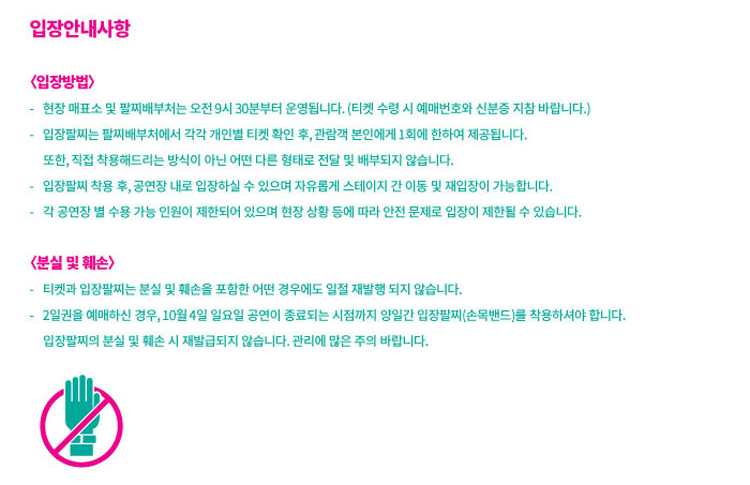 입장안내사항
<입장방법>
- 현장 매표소 및 팔찌배부처는 오전 9시 30분부터 운영됩니다. (티켓 수령 시 예매번호와 신분증 지참 바랍니다.)
- 입장팔찌는 팔찌배부처에서 각각 개인별 티켓 확인 후, 관람객 본인에게 1회에 한하여 제공됩니다.
또한, 직접 착용해드리는 방식이 아닌 어떤 다른 형태로 전달 및 배부되지 않습니다.
- 입장팔찌 착용 후, 공연장 내로 입장하실 수 있으며 자유롭게 스테이지 간 이동 및 재입장이 가능합니다.
- 각 공연장 별 수용 가능 인원이 제한되어 있으며 현장 상황 등에 따라 안전 문제로 입장이 제한될 수 있습니다.
<분실 및 훼손>
- 티켓과 입장팔찌는 분실 및 훼손을 포함한 어떤 경우에도 일절 재발행 되지 않습니다.
- 2일권을 예매하신 경우, 10월 4일 일요일 공연이 종료되는 시점까지 양일간 입장팔찌(손목밴드)를 착용하셔야 합니다.
입장팔찌의 분실 및 훼손 시 재발급되지 않습니다. 관리에 많은 주의 바랍니다.